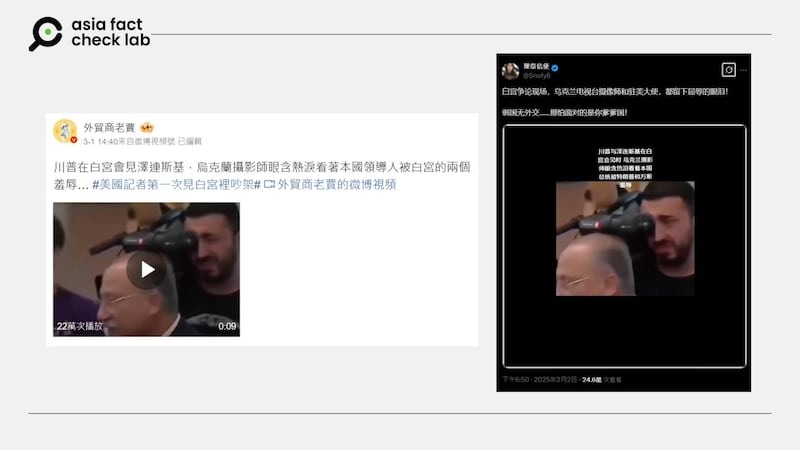 asia fact
check lab
外貿商老賈
3-1 14:40來自微博視頻號 已編輯
川普在白宮會見澤連斯基，烏克蘭攝影師眼含熱淚看著本國領導人被白宮的兩個
羞辱... #美國記者第一次見白宮裡吵架# 外貿商老賈的微博視頻
22萬次播放
0:09
@Snofy6
白宫争论现场，乌克兰电视台摄像师和驻美大使，都留下屈辱的眼泪！
弱国无外交……哪怕面对的是你爹爹国！
川普与泽连斯基在白
宫会见时 乌克兰摄影
师眼含热泪看着本国
总统被特朗普和万斯
羞辱
下午6:50 · 2025年3月2日 · 24.6萬 次查看